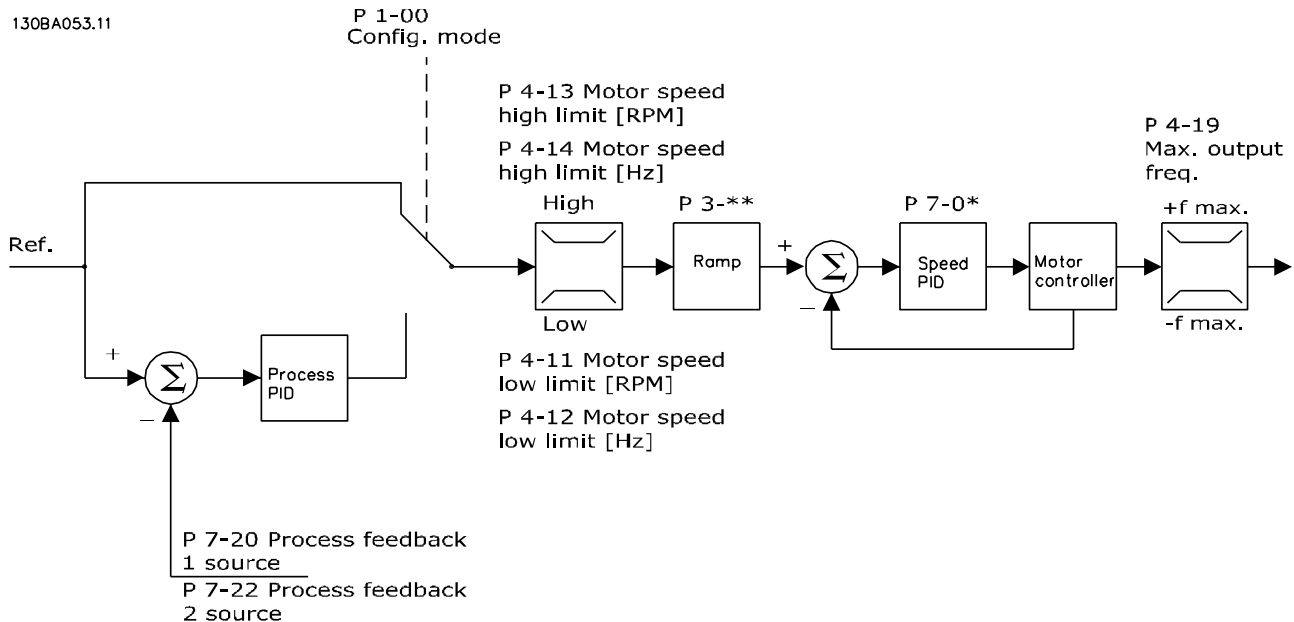 130BA053.11
P 1-00
Config. mode
P 4-13 Motor speed
high limit [RPM]
P 4-14 Motor speed
high limit [Hz]
P 4-19
Max. output
freq.
High
P 3-**
P 7-0*
+f max.
Ref.
Ramp
+
Σ
−
Speed
PID
Motor
controller
Low
-f max.
+
Σ
−
Process
PID
P 4-11 Motor speed
low limit [RPM]
P 4-12 Motor speed
low limit [Hz]
P 7-20 Process feedback
1 source
P 7-22 Process feedback
2 source